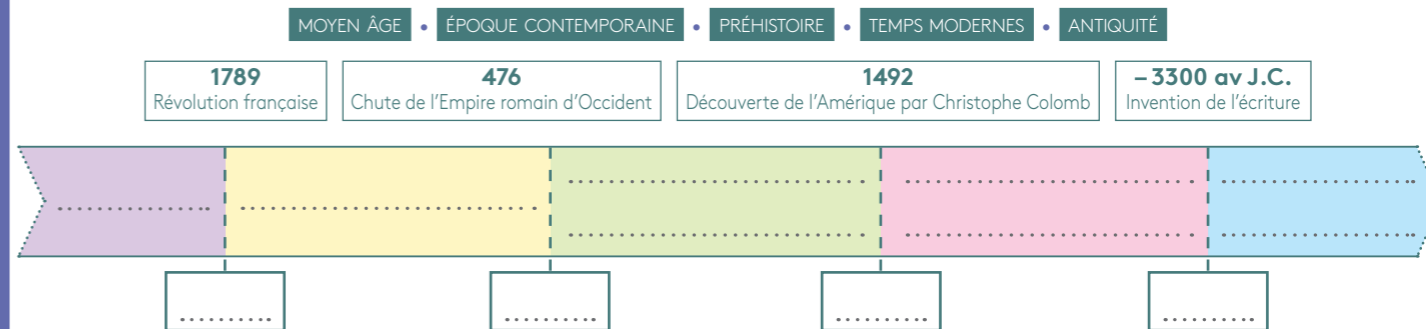 MOYEN ÂGE • ÉPOQUE CONTEMPORAINE • PRÉHISTOIRE • TEMPS MODERNES • ANTIQUITÉ
1789
Révolution française
476
Chute de l'Empire romain d'Occident
1492
Découverte de l'Amérique par Christophe Colomb
– 3300 av J.C.
Invention de l'écriture